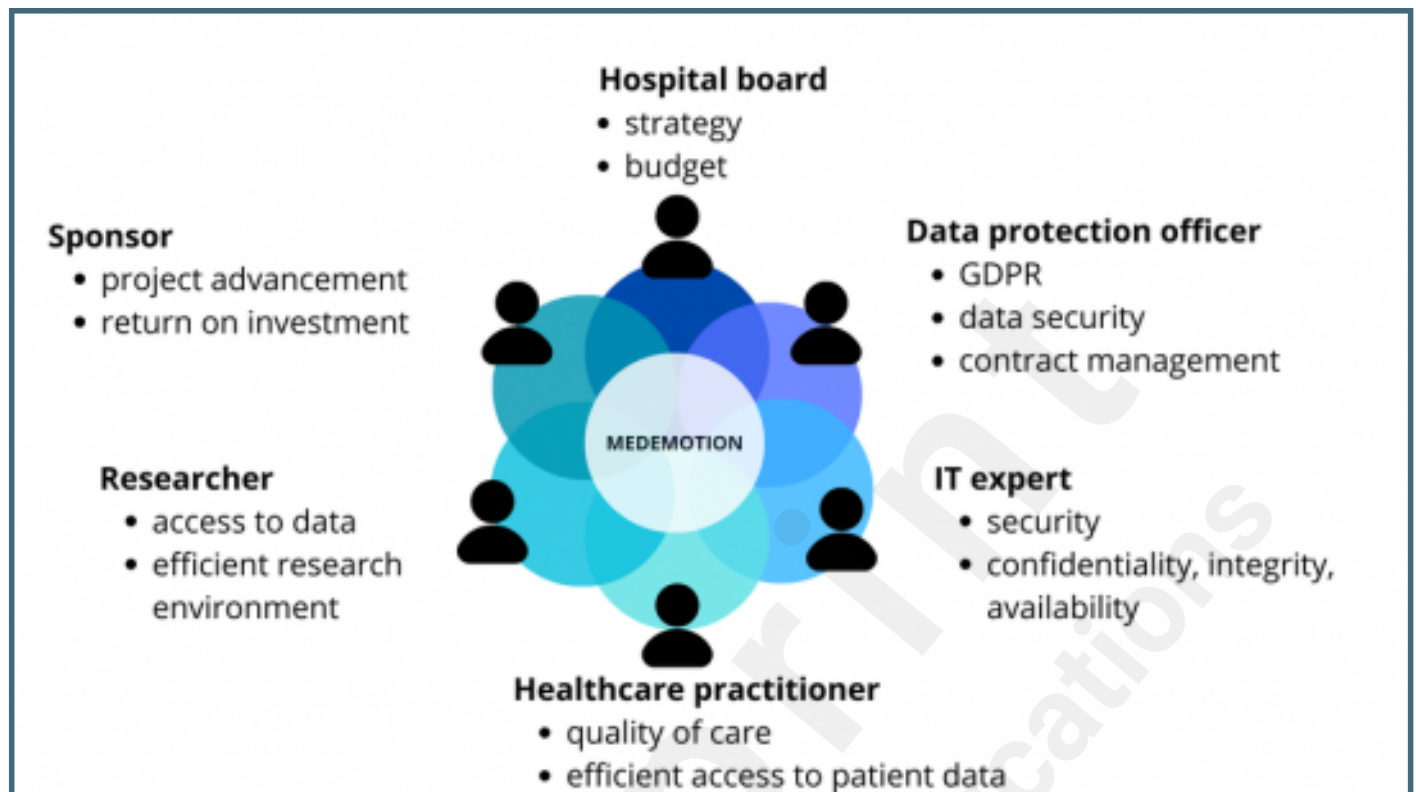 Hospital board
• strategy
• budget
Sponsor
• project advancement
• return on investment
Data protection officer
• GDPR
• data security
• contract management
MEDEMOTION
Researcher
• access to data
• efficient research
environment
IT expert
• security
• confidentiality, integrity,
availability
Healthcare practitioner
• quality of care
• efficient access to patient data